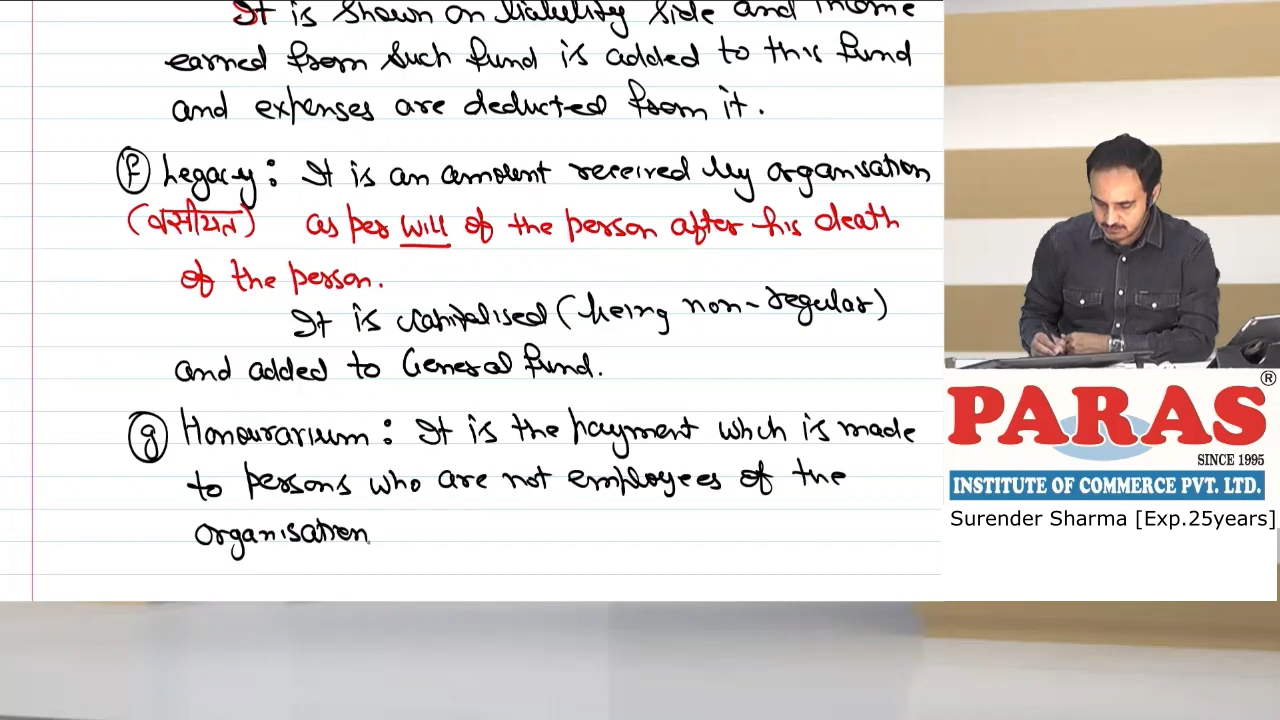 It is shown on liability side and income
earned from such fund is added to this fund
and expenses are deducted from it.
(f) Legacy: It is an amount received by organisation
(वसीयत) as per will of the person after his death
of the person.
It is capitalised (being non-regular)
and added to General fund.
(g) Honourarium: It is the payment whch is made
to persons who are not employees of the
organisation
PARAS ®
SINCE 1995
INSTITUTE OF COMMERCE PVT. LTD.
Surender Sharma [Exp.25years]